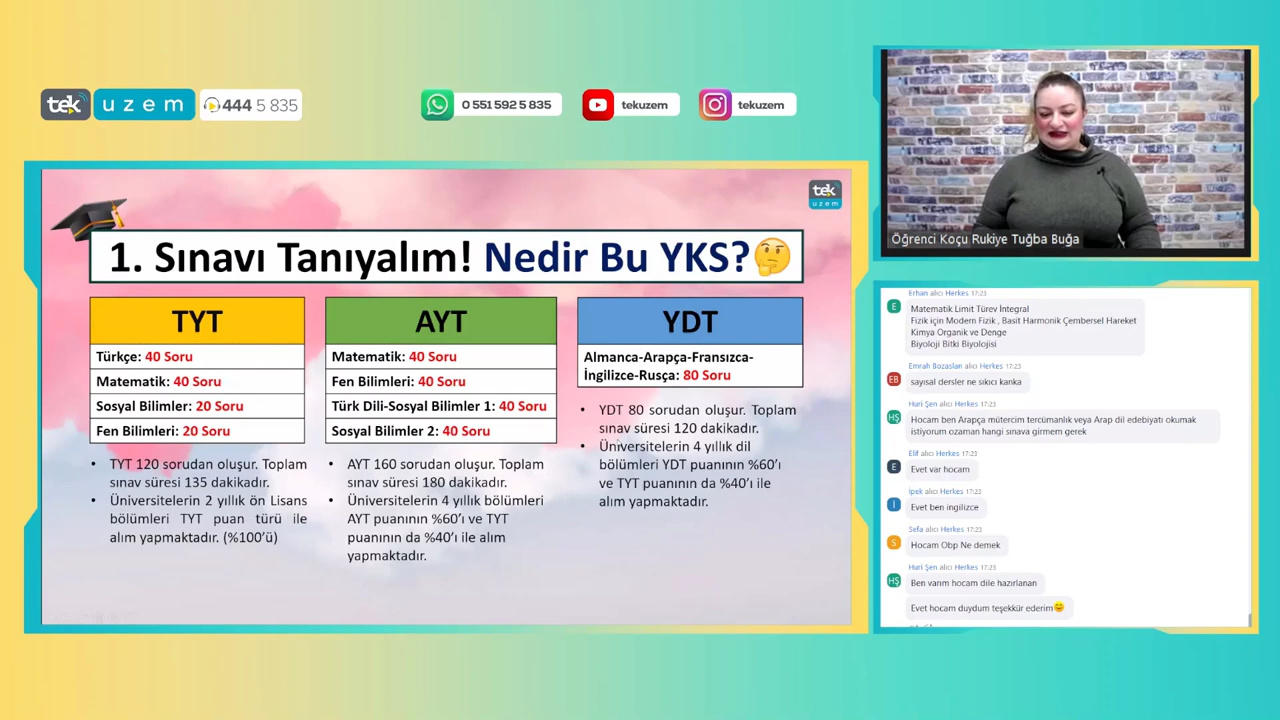 tek
uzem
444 5 835
0 551 592 5 835
tekuzem
tekuzem
tek
uzem
1. Sınavı Tanıyalım! Nedir Bu YKS?
TYT
Türkçe: 40 Soru
Matematik: 40 Soru
Sosyal Bilimler: 20 Soru
Fen Bilimleri: 20 Soru
• TYT 120 sorudan oluşur. Toplam
sınav süresi 135 dakikadır.
• Üniversitelerin 2 yıllık ön Lisans
bölümleri TYT puan türü ile
alım yapmaktadır. (%100'ü)
AYT
Matematik: 40 Soru
Fen Bilimleri: 40 Soru
Türk Dili-Sosyal Bilimler 1: 40 Soru
Sosyal Bilimler 2: 40 Soru
• AYT 160 sorudan oluşur. Toplam
sınav süresi 180 dakikadır.
• Üniversitelerin 4 yıllık bölümleri
AYT puanının %60'ı ve TYT
puanının da %40'ı ile alım
yapmaktadır.
YDT
Almanca-Arapça-Fransızca-
İngilizce-Rusça: 80 Soru
• YDT 80 sorudan oluşur. Toplam
sınav süresi 120 dakikadır.
• Üniversitelerin 4 yıllık dil
bölümleri YDT puanının %60'ı
ve TYT puanının da %40'ı ile
alım yapmaktadır.
Öğrenci Koçu Rukiye Tuğba Buğa
Erhan alıcı Herkes 17:23
E
Matematik Limit Türev İntegral
Fizik için Modern Fizik , Basit Harmonik Çembersel Hareket
Kimya Organik ve Denge
Biyoloji Bitki Biyolojisi
Emrah Bozaslan alıcı Herkes 17:23
EB
sayısal dersler ne sıkıcı kanka
Huri Şen alıcı Herkes 17:23
HŞ
Hocam ben Arapça mütercim tercümanlık veya Arap dil edebiyatı okumak
istiyorum ozaman hangi sınava girmem gerek
Elif alıcı Herkes 17:23
E
Evet var hocam
İpek alıcı Herkes 17:23
İ
Evet ben ingilizce
Sefa alıcı Herkes 17:23
S
Hocam Obp Ne demek
Huri Şen alıcı Herkes 17:23
HŞ
Ben varım hocam dile hazırlanan
Evet hocam duydum teşekkür ederim😊